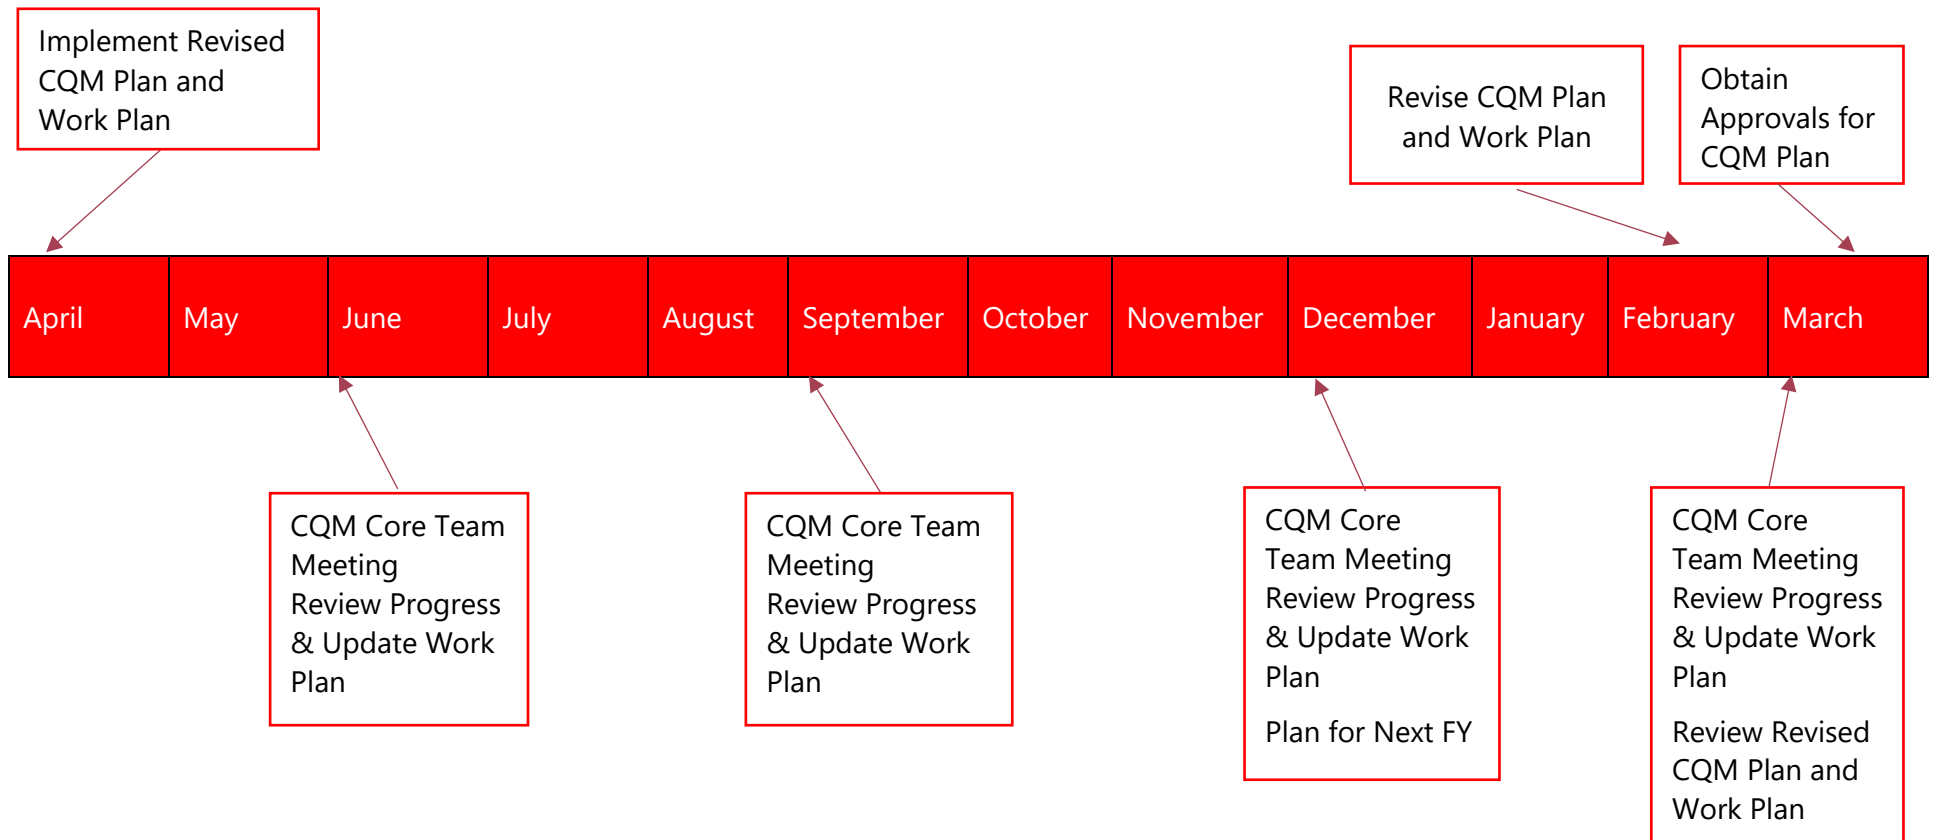 Implement Revised
CQM Plan and
Work Plan
Revise CQM Plan
and Work Plan
Obtain
Approvals for
CQM Plan
April
May
June
July
August
September
October
November
December
January
February
March
CQM Core Team
Meeting
Review Progress
& Update Work
Plan
CQM Core Team
Meeting
Review Progress
& Update Work
Plan
CQM Core
Team Meeting
Review Progress
& Update Work
Plan
Plan for Next FY
CQM Core
Team Meeting
Review Progress
& Update Work
Plan
Review Revised
CQM Plan and
Work Plan